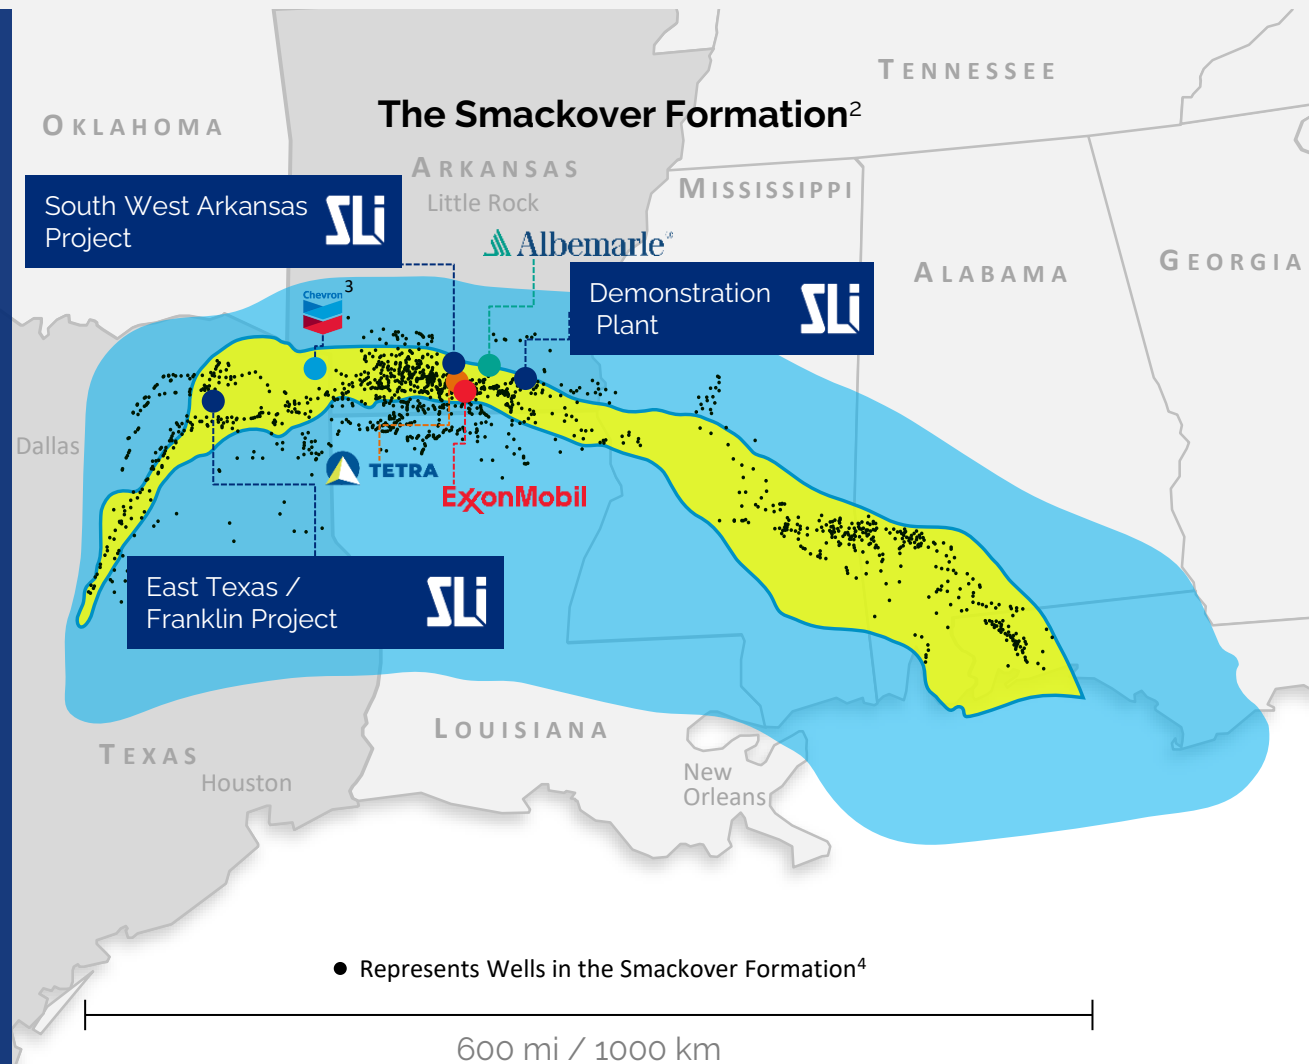 TENNESSEE
The Smackover Formation²
OKLAHOMA
ARKANSAS
MISSISSIPPI
Little Rock
South West Arkansas
Project
SLi
Albemarle
GEORGIA
ALABAMA
Demonstration
Plant
SLi
Chevron
3
Dallas
TETRA
ExxonMobil
East Texas /
Franklin Project
SLi
LOUISIANA
TEXAS
Houston
New
Orleans
Represents Wells in the Smackover Formation⁴
600 mi / 1000 km